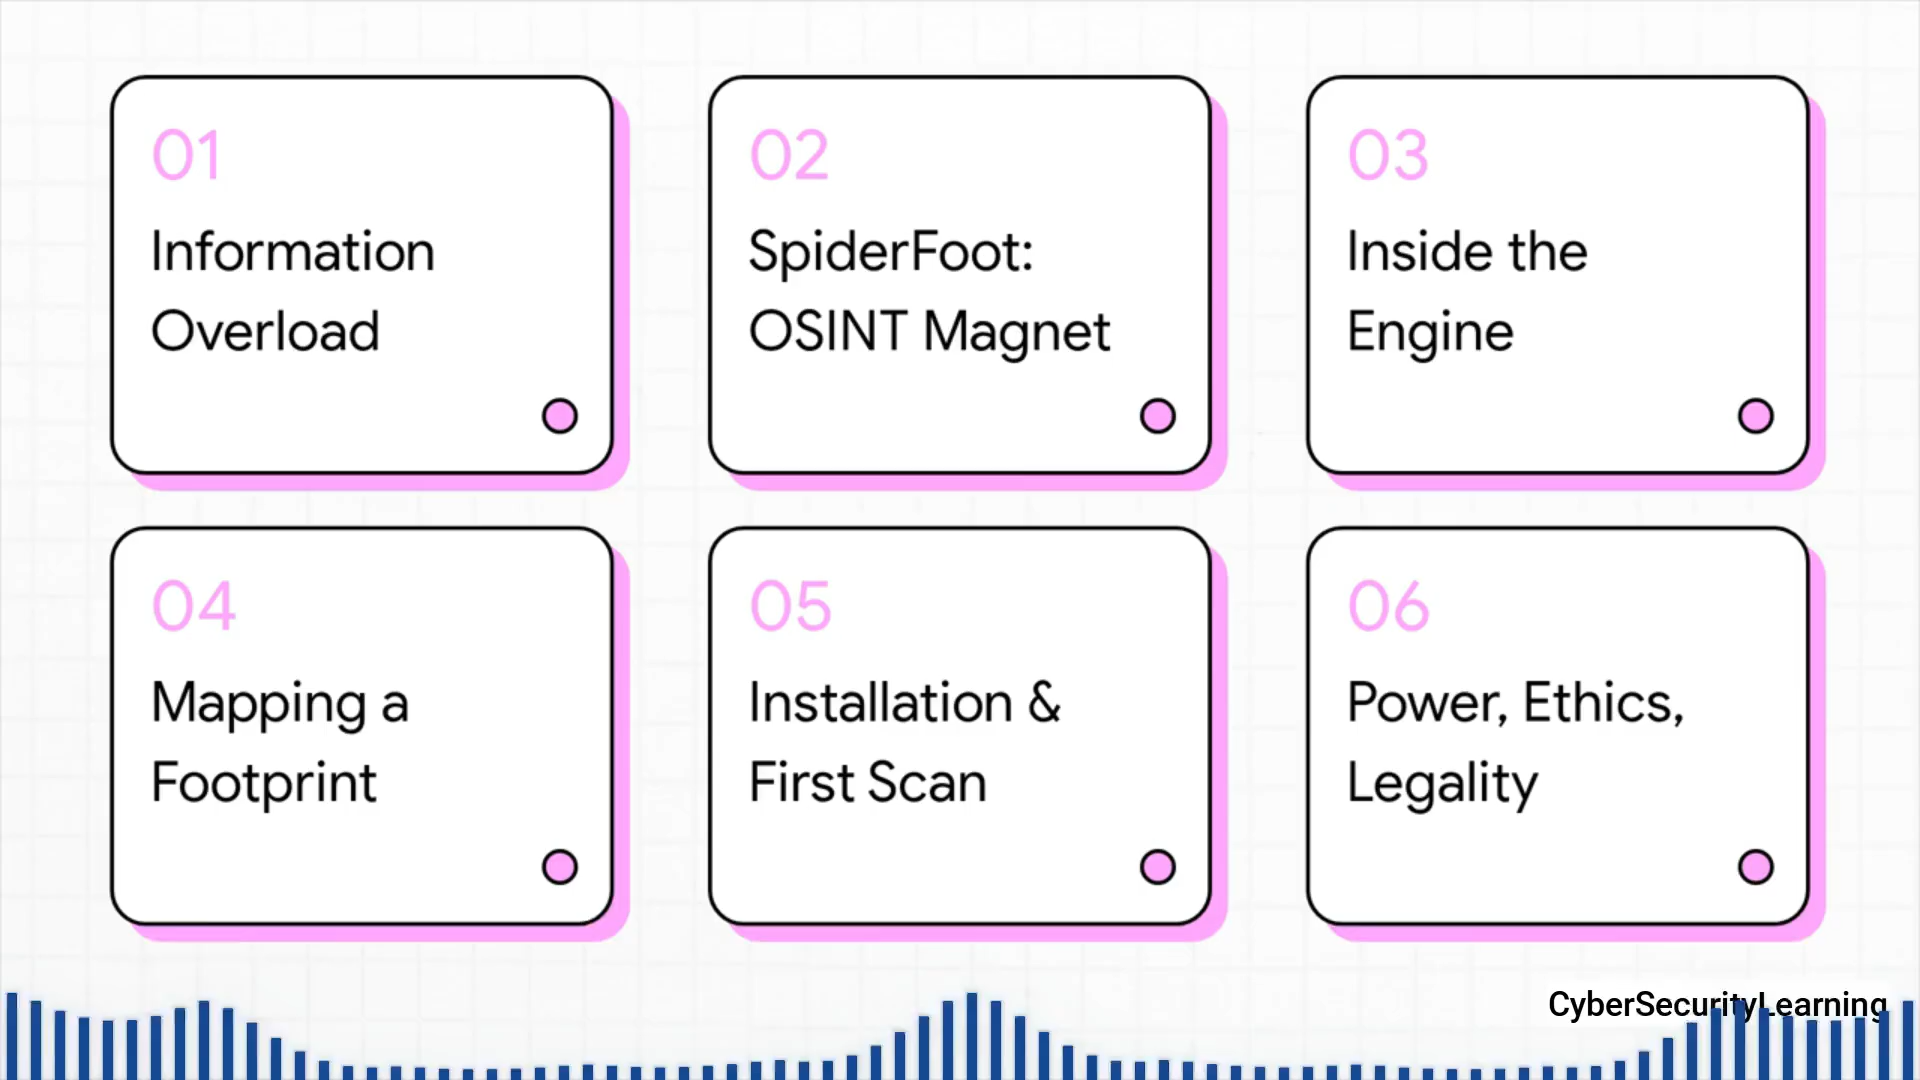 01
Information
Overload
02
SpiderFoot:
OSINT Magnet
03
Inside the
Engine
04
Mapping a
Footprint
05
Installation &
First Scan
06
Power, Ethics,
Legality
CyberSecurityLearning